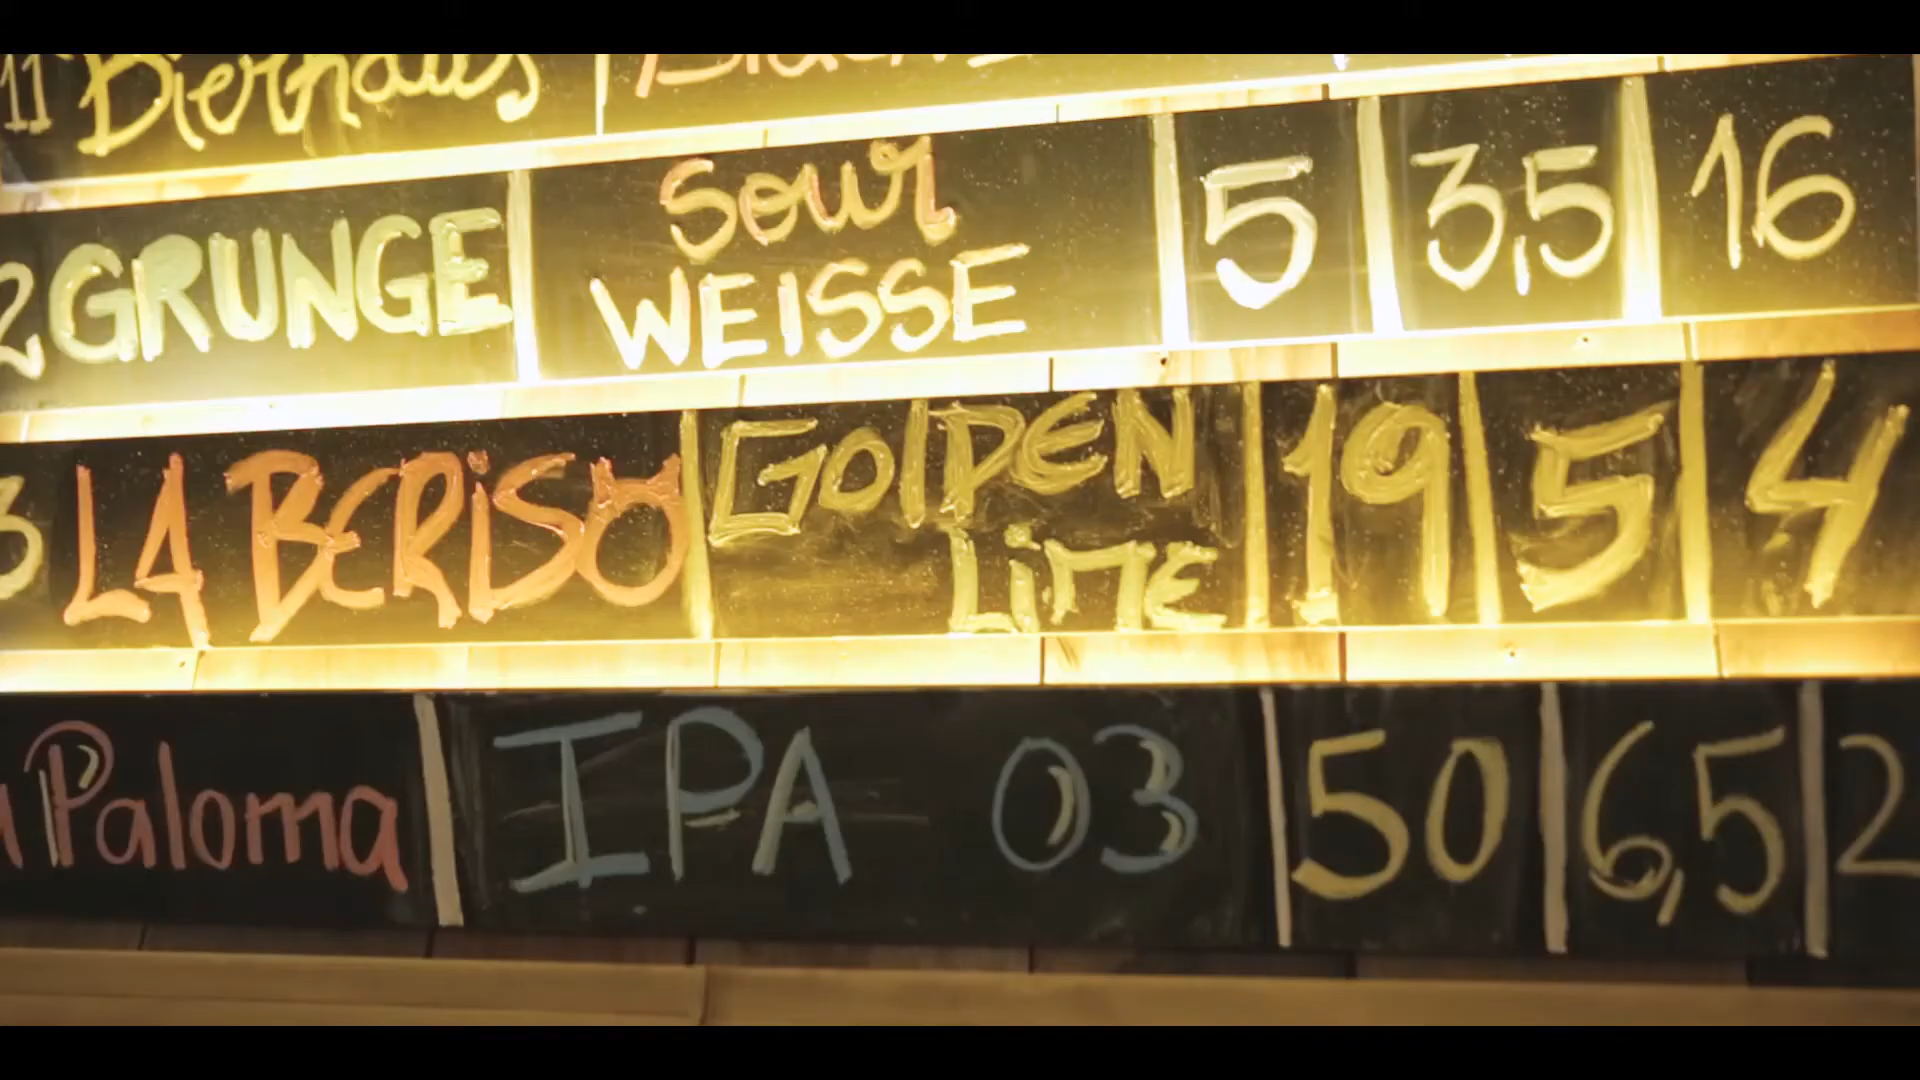 11 Bierhaus
2 GRUNGE Sour WEISSE 5 3,5 16
3 LA BERiSO GOlDEN LiME 19 5 4
Paloma IPA 03 50 6,5 2